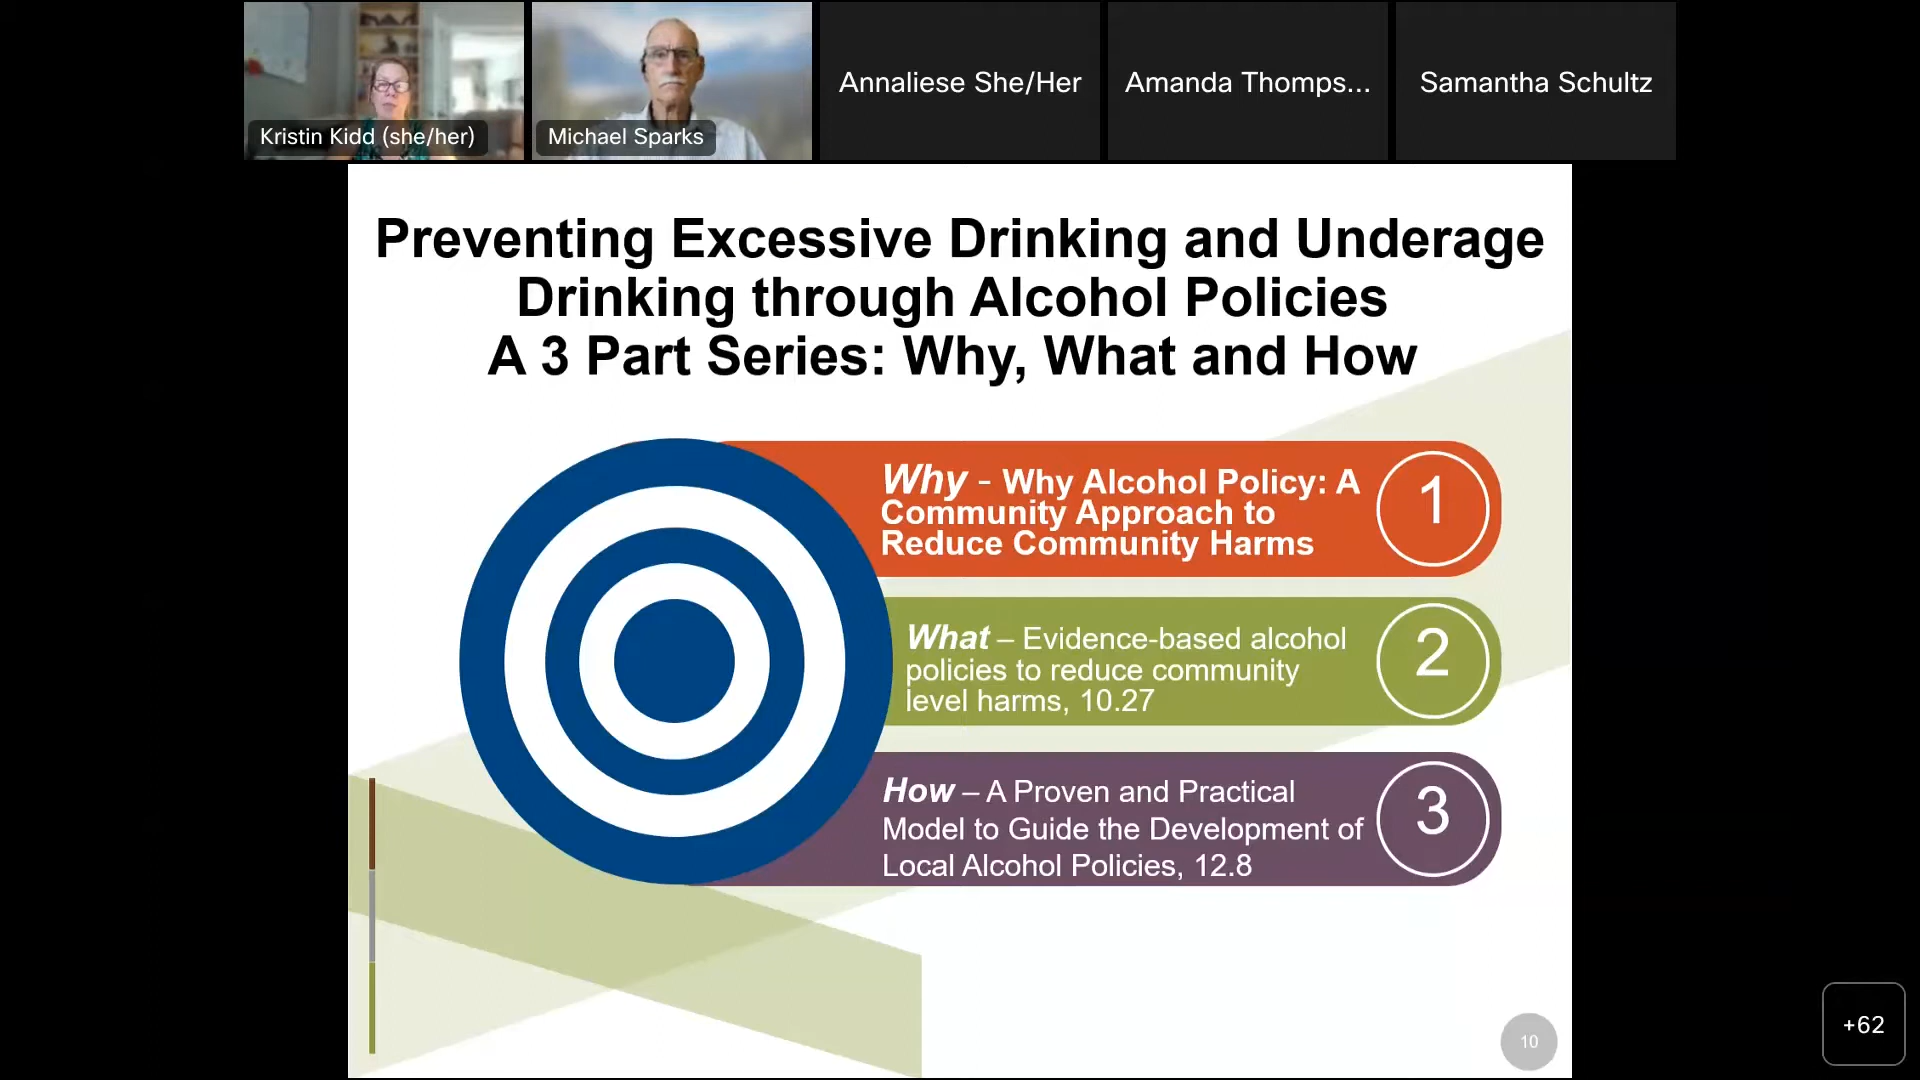 Kristin Kidd (she/her)
Michael Sparks
Annaliese She/Her
Amanda Thomps...
Samantha Schultz
Preventing Excessive Drinking and Underage
Drinking through Alcohol Policies
A 3 Part Series: Why, What and How
Why - Why Alcohol Policy: A
Community Approach to
Reduce Community Harms
1
What – Evidence-based alcohol
policies to reduce community
level harms, 10.27
2
How – A Proven and Practical
Model to Guide the Development of
Local Alcohol Policies, 12.8
3
10
+62